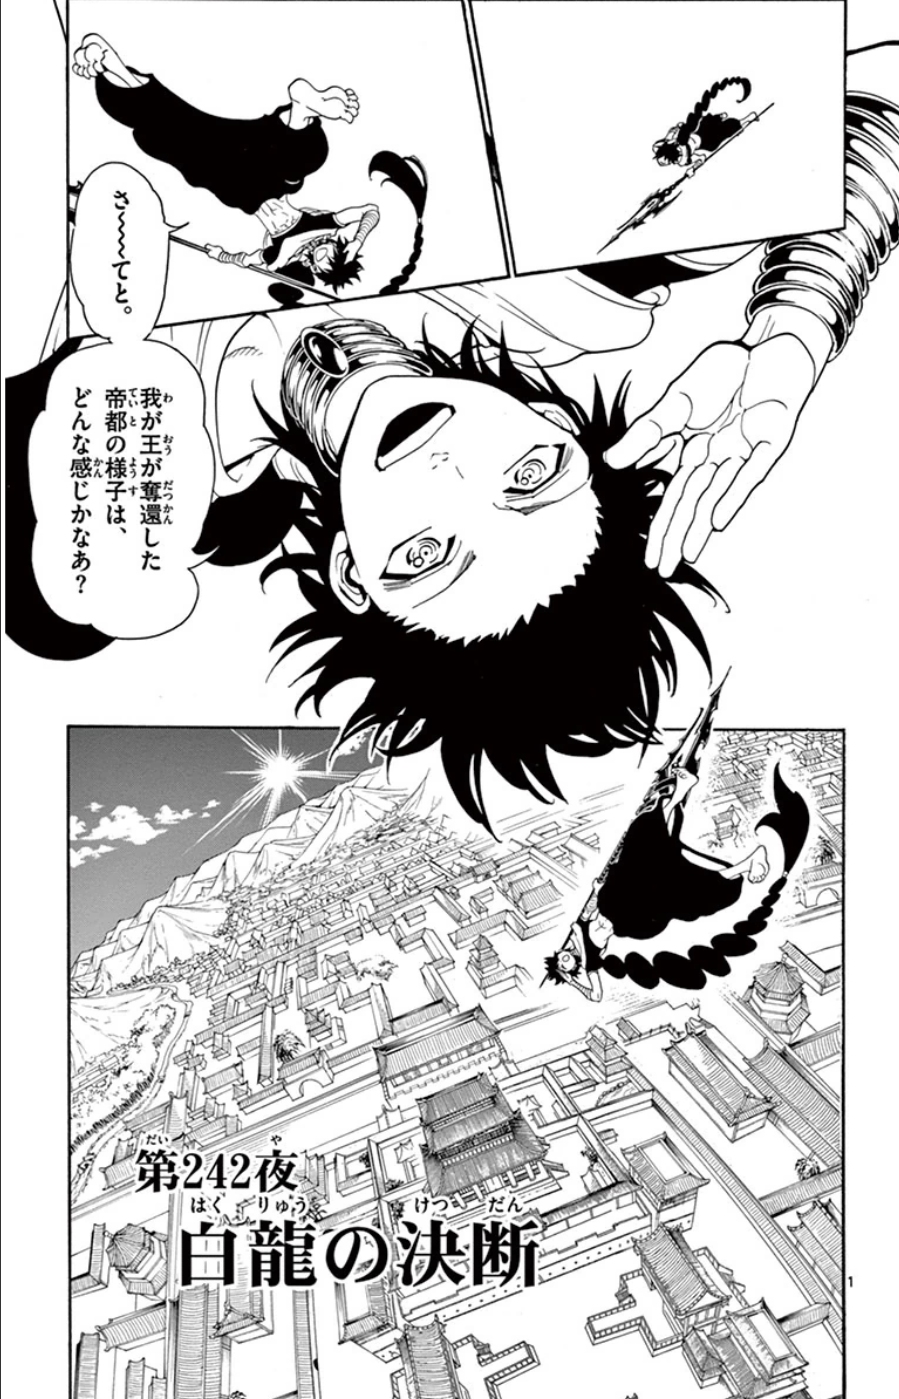 さ〜〜〜てと。
我が王が奪還した
帝都の様子は、
どんな感じかなあ？
第242夜
白龍の決断
1